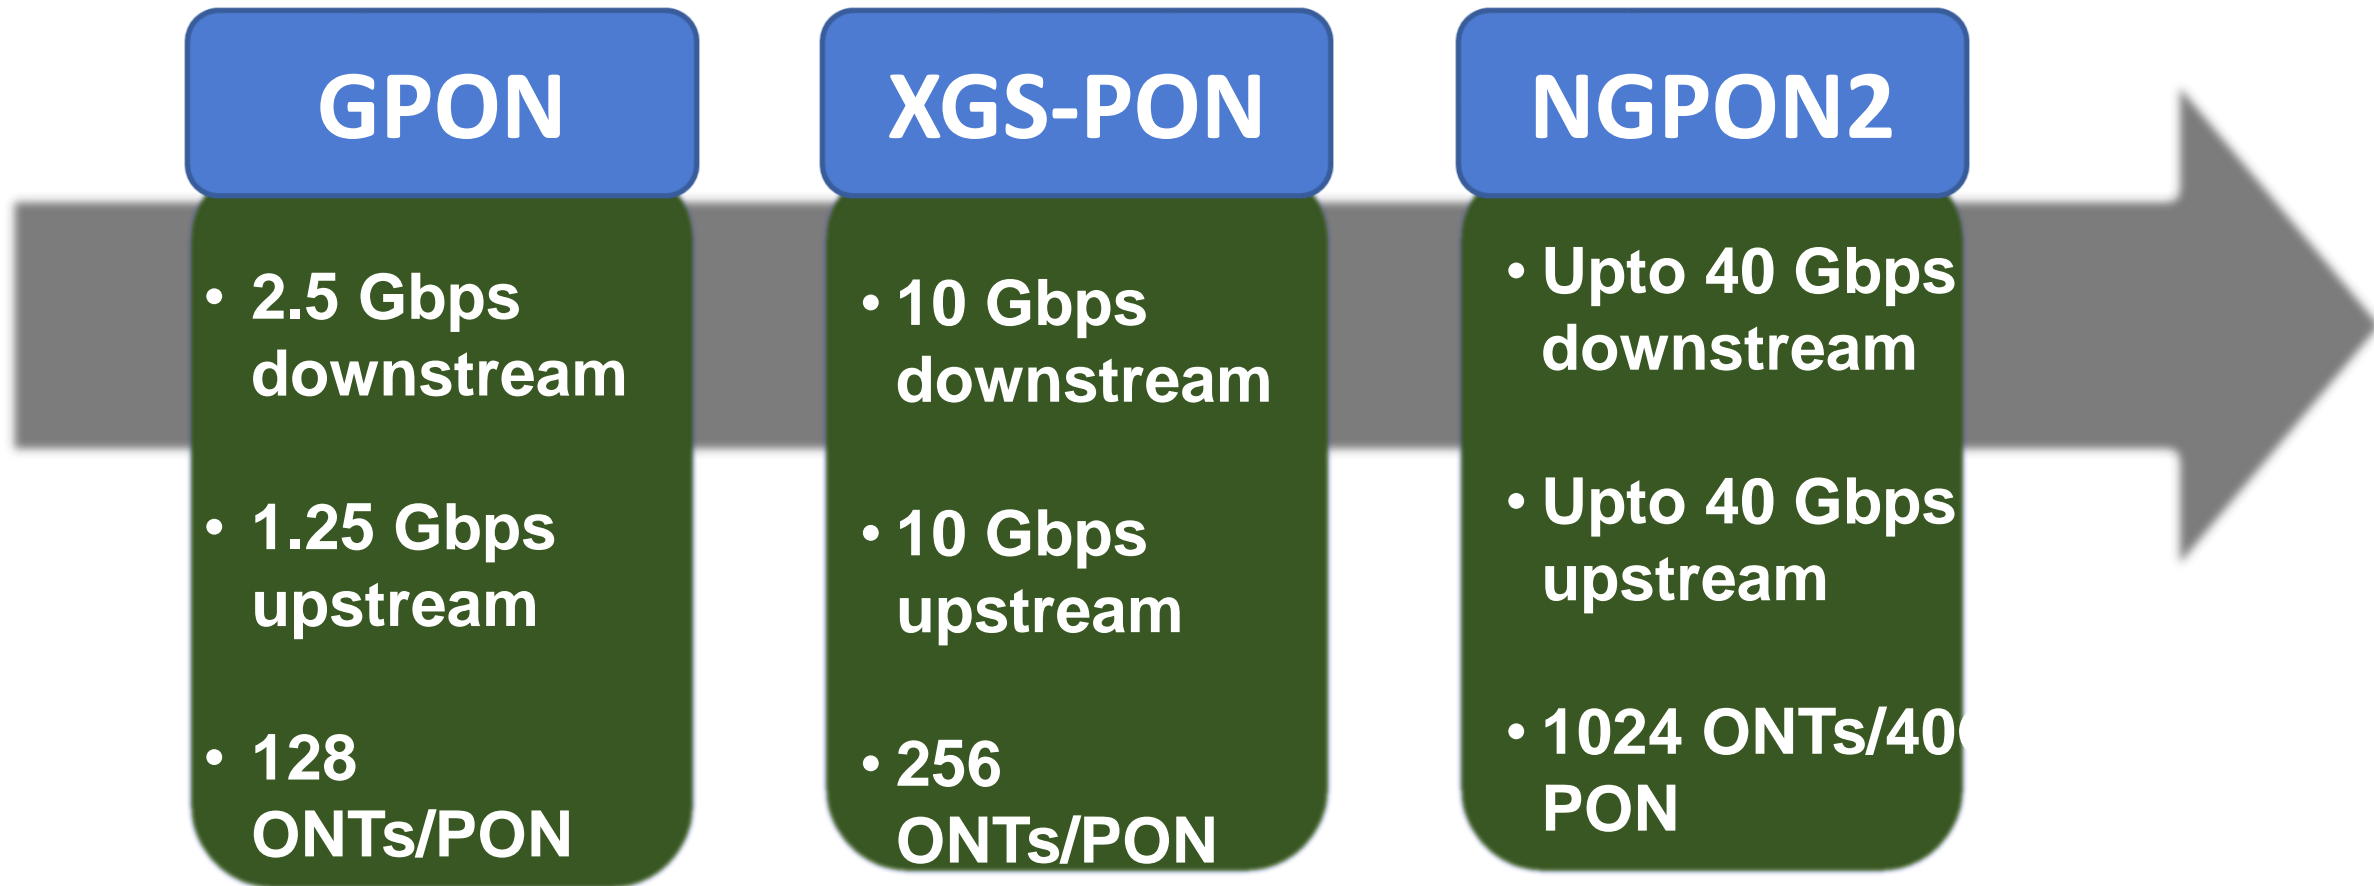 GPON
• 2.5 Gbps
downstream
• 1.25 Gbps
upstream
• 128
ONTs/PON
XGS-PON
• 10 Gbps
downstream
• 10 Gbps
upstream
• 256
ONTs/PON
NGPON2
• Upto 40 Gbps
downstream
• Upto 40 Gbps
upstream
• 1024 ONTs/40G
PON